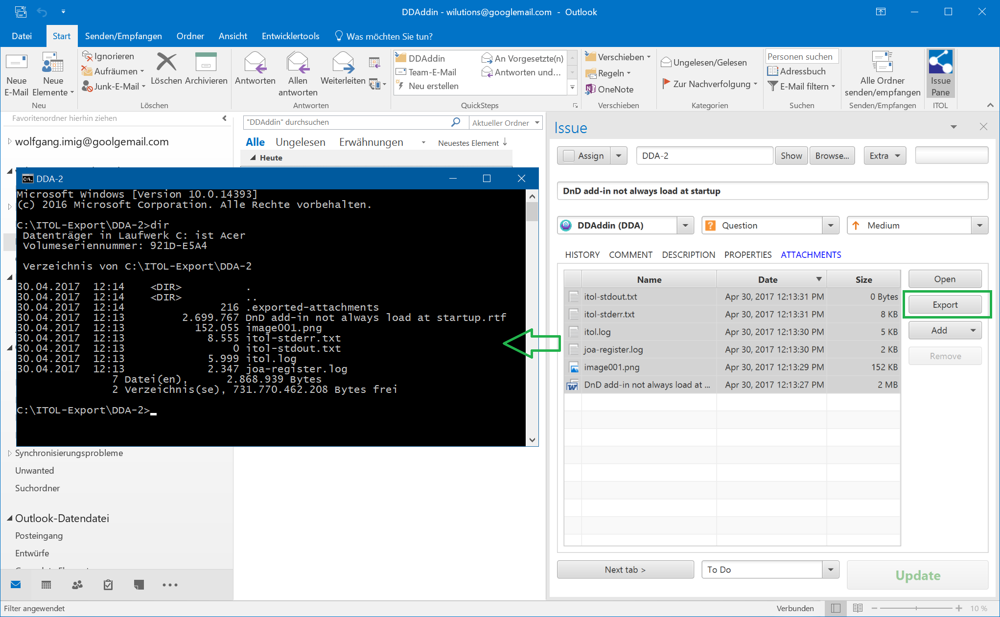 DDAddin - wilutions@googlemail.com - Outlook
Datei Start Senden/Empfangen Ordner Ansicht Entwicklertools Was möchten Sie tun?
Neue E-Mail
Neue Elemente
Neu
Ignorieren
Aufräumen
Junk-E-Mail
Löschen
Archivieren
Löschen
Antworten
Allen antworten
Weiterleiten
Antworten
DDAddin
Team-E-Mail
Neu erstellen
An Vorgesetzte(n)
Antworten und...
QuickSteps
Verschieben
Regeln
OneNote
Verschieben
Ungelesen/Gelesen
Zur Nachverfolgung
Kategorien
Personen suchen
Adressbuch
E-Mail filtern
Suchen
Alle Ordner senden/empfangen
Senden/Empfangen
Issue Pane
ITOL
Favoritenordner hierhin ziehen
wolfgang.imig@goolgemail.com
"DDAddin" durchsuchen
Aktueller Ordner
Alle Ungelesen Erwähnungen Neuestes Element ↓
Heute
DDA-2
Microsoft Windows [Version 10.0.14393]
(c) 2016 Microsoft Corporation. Alle Rechte vorbehalten.
C:\ITOL-Export\DDA-2>dir
Datenträger in Laufwerk C: ist Acer
Volumeseriennummer: 921D-E5A4
Verzeichnis von C:\ITOL-Export\DDA-2
30.04.2017 12:14 <DIR> .
30.04.2017 12:14 <DIR> ..
30.04.2017 12:14 216 .exported-attachments
30.04.2017 12:13 2.699.767 DnD add-in not always load at startup.rtf
30.04.2017 12:13 152.055 image001.png
30.04.2017 12:13 8.555 itol-stderr.txt
30.04.2017 12:13 0 itol-stdout.txt
30.04.2017 12:13 5.999 itol.log
30.04.2017 12:13 2.347 joa-register.log
7 Datei(en), 2.868.939 Bytes
2 Verzeichnis(se), 731.770.462.208 Bytes frei
C:\ITOL-Export\DDA-2>
Synchronisierungsprobleme
Unwanted
Suchordner
Outlook-Datendatei
Posteingang
Entwürfe
Issue
Assign
DDA-2
Show
Browse...
Extra
DnD add-in not always load at startup
DDAddin (DDA)
Question
Medium
HISTORY COMMENT DESCRIPTION PROPERTIES ATTACHMENTS
Name Date Size
itol-stdout.txt Apr 30, 2017 12:13:31 PM 0 Bytes
itol-stderr.txt Apr 30, 2017 12:13:31 PM 8 KB
itol.log Apr 30, 2017 12:13:30 PM 5 KB
joa-register.log Apr 30, 2017 12:13:30 PM 2 KB
image001.png Apr 30, 2017 12:13:29 PM 152 KB
DnD add-in not always load at ... Apr 30, 2017 12:13:27 PM 2 MB
Open
Export
Add
Remove
Next tab >
To Do
Update
Filter angewendet
Verbunden
10 %